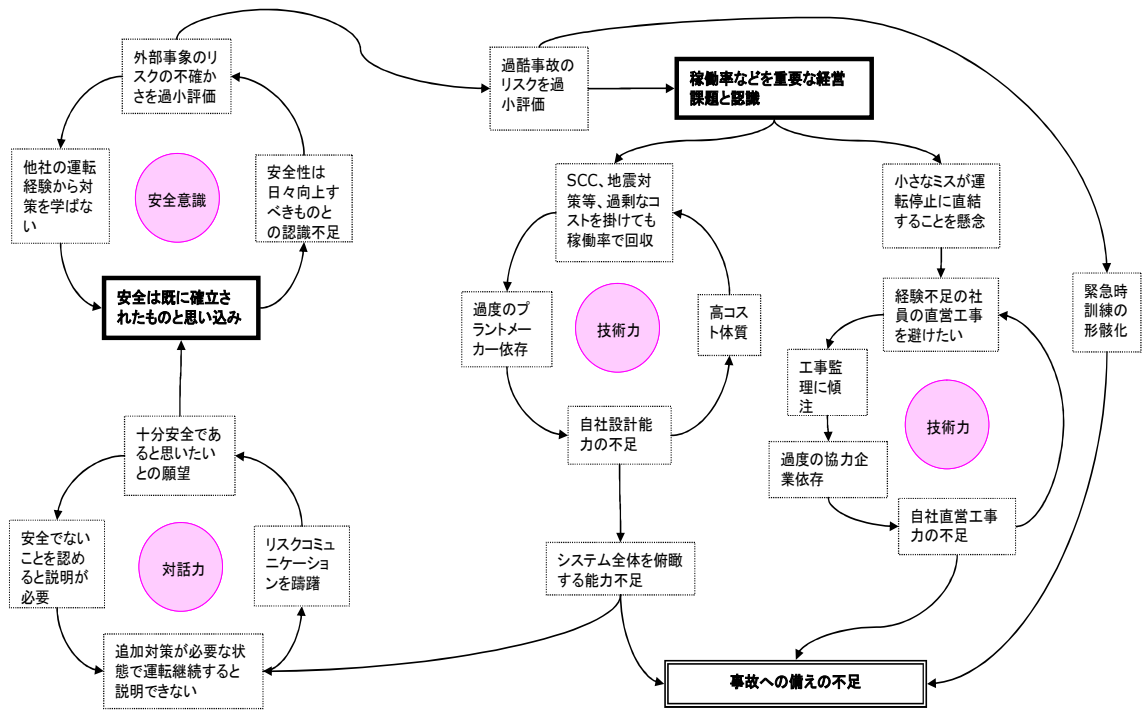 外部事象のリ
スクの不確か
さを過小評価
他社の運転
経験から対
策を学ばな
い
安全意識
安全性は
日々向上す
べきものと
の認識不足
安全は既に確立さ
れたものと思い込み
十分安全であ
ると思いたい
との願望
安全でない
ことを認め
ると説明が
必要
対話力
リスクコミュ
ニケーショ
ンを躊躇
追加対策が必要な状
態で運転継続すると
説明できない
過酷事故の
リスクを過
小評価
稼働率などを重要な経営
課題と認識
SCC、地震対
策等、過剰なコ
ストを掛けても
稼働率で回収
過度のプ
ラントメー
カー依存
技術力
高コス
ト体質
自社設計能
力の不足
システム全体を俯瞰
する能力不足
小さなミスが運
転停止に直結
することを懸念
経験不足の社
員の直営工事
を避けたい
工事監
理に傾
注
技術力
過度の協力企
業依存
自社直営工事
力の不足
緊急時
訓練の
形骸化
事故への備えの不足